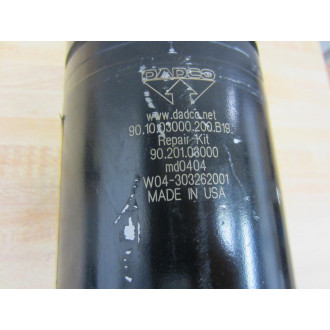 DADCO
www.dadco.net
90.10.03000.200.B19.
Repair Kit
90.201.03000
md0404
W04-303262001
MADE IN USA